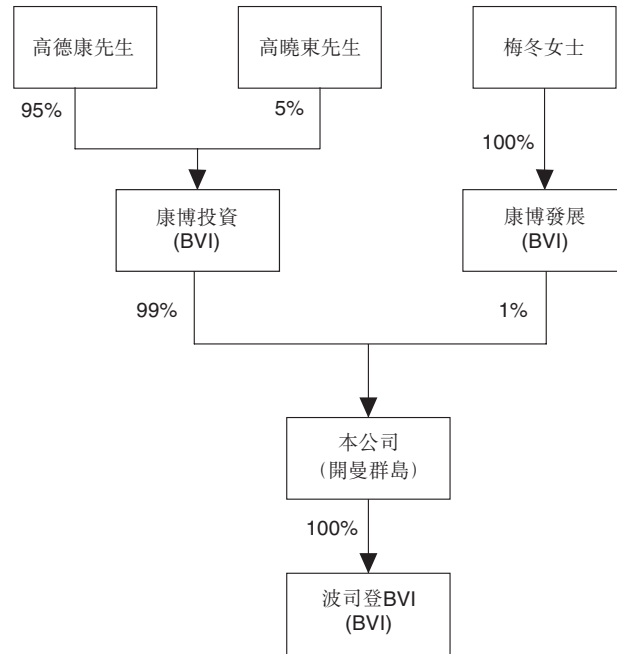 高德康先生
高曉東先生
梅冬女士
95%
5%
100%
康博投資
(BVI)
康博發展
(BVI)
99%
1%
本公司
（開曼群島）
100%
波司登BVI
(BVI)